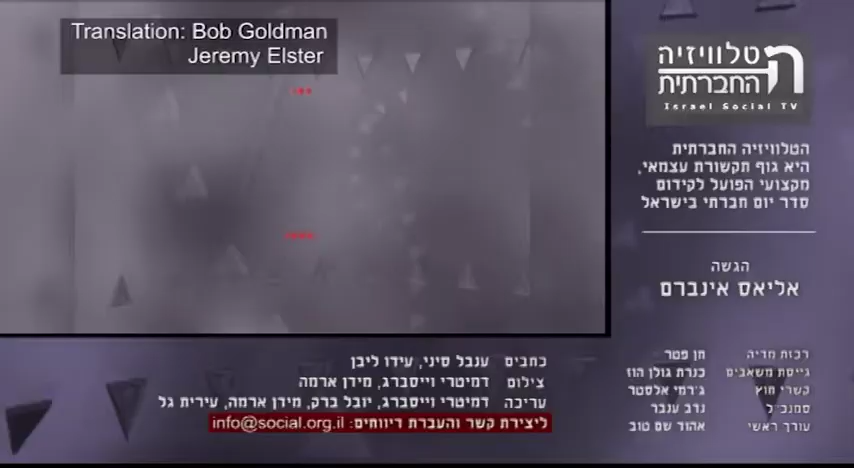 Translation: Bob Goldman
Jeremy Elster
טלוויזיה
החברתית
Israel Social TV
הטלוויזיה החברתית
היא גוף תקשורת עצמאי,
מקצועי הפועל לקידום
סדר יום חברתי בישראל
הגשה
אליאס אינברם
רכזת מדיה חן פטר
גייסת משאבים כנרת גולן הוז
קשרי חוץ ג'רמי אלסטר
סמנכ"ל נדב ענבר
עורך ראשי אהוד שם טוב
כתבים ענבל סיני, עידו ליבן
צילום דמיטרי וייסברג, מידן ארמה
עריכה דמיטרי וייסברג, יובל ברק, מידן ארמה, עירית גל
ליצירת קשר והעברת דיווחים: info@social.org.il